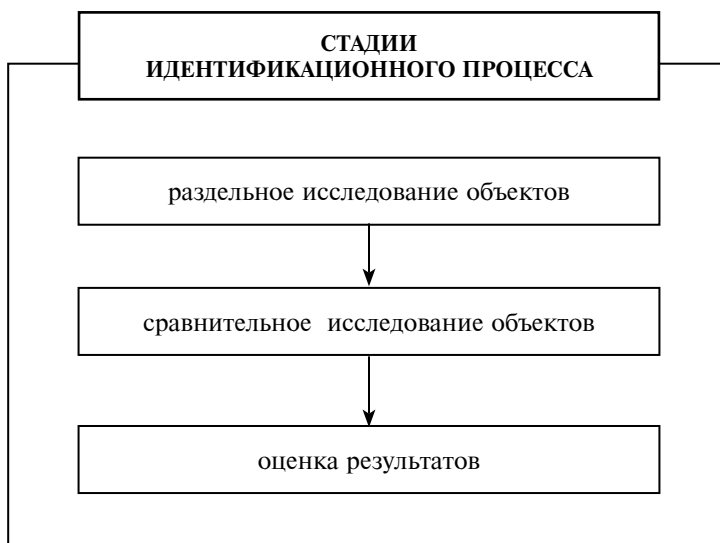 СТАДИИ
ИДЕНТИФИКАЦИОННОГО ПРОЦЕССА
раздельное исследование объектов
сравнительное исследование объектов
оценка результатов